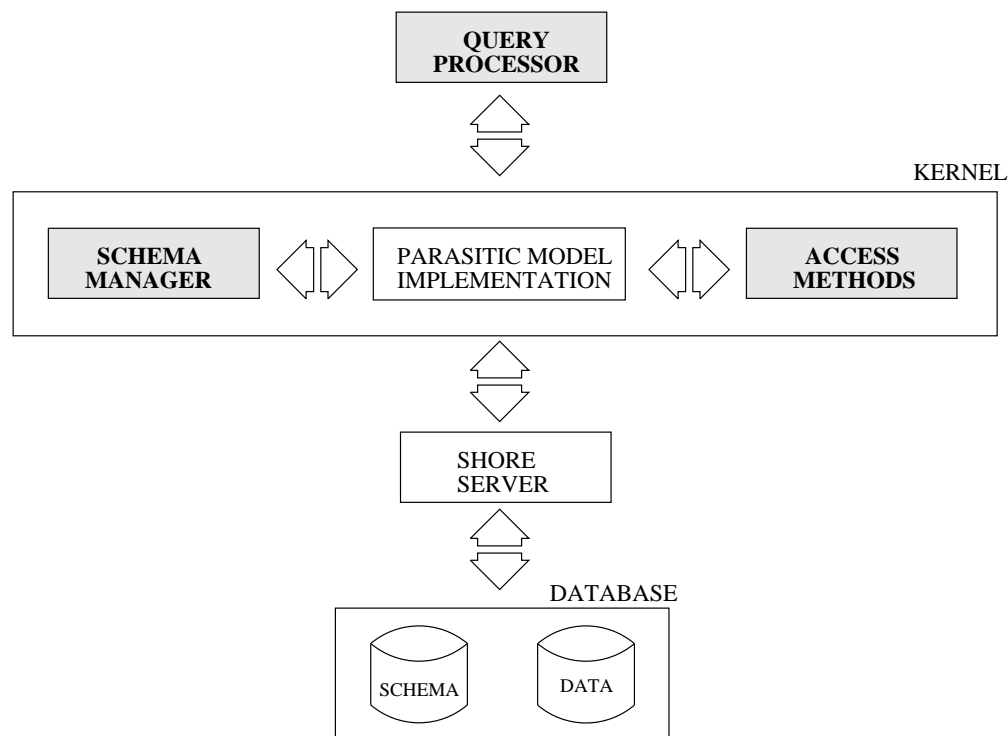 QUERY
PROCESSOR
KERNEL
SCHEMA
MANAGER
PARASITIC MODEL
IMPLEMENTATION
ACCESS
METHODS
SHORE
SERVER
DATABASE
SCHEMA
DATA